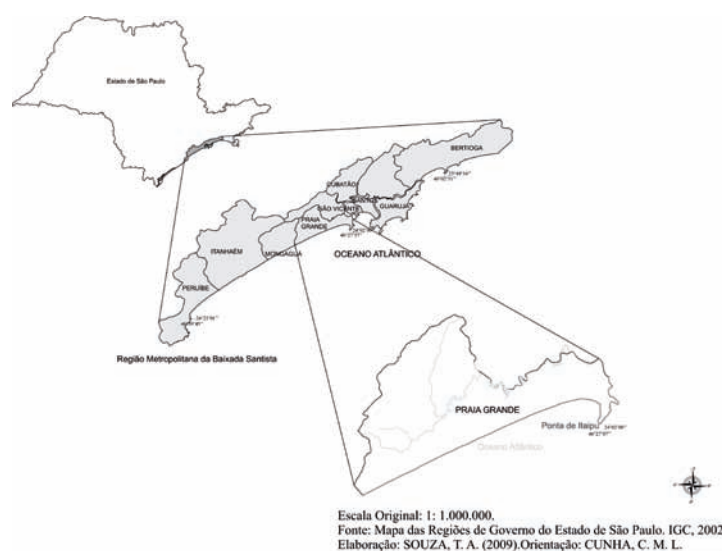 Estado de São Paulo
BERTIOGA
CUBATÃO
SANTOS
SÃO VICENTE
GUARUJÁ
PRAIA
GRANDE
ITANHAÉM
MONGAGUÁ
OCEANO ATLÂNTICO
PERUÍBE
Região Metropolitana da Baixada Santista
PRAIA GRANDE
Ponta de Itaipu
Oceano Atlântico
Escala Original: 1: 1.000.000.
Fonte: Mapa das Regiões de Governo do Estado de São Paulo. IGC, 2002
Elaboração: SOUZA, T. A. (2009).Orientação: CUNHA, C. M. L.